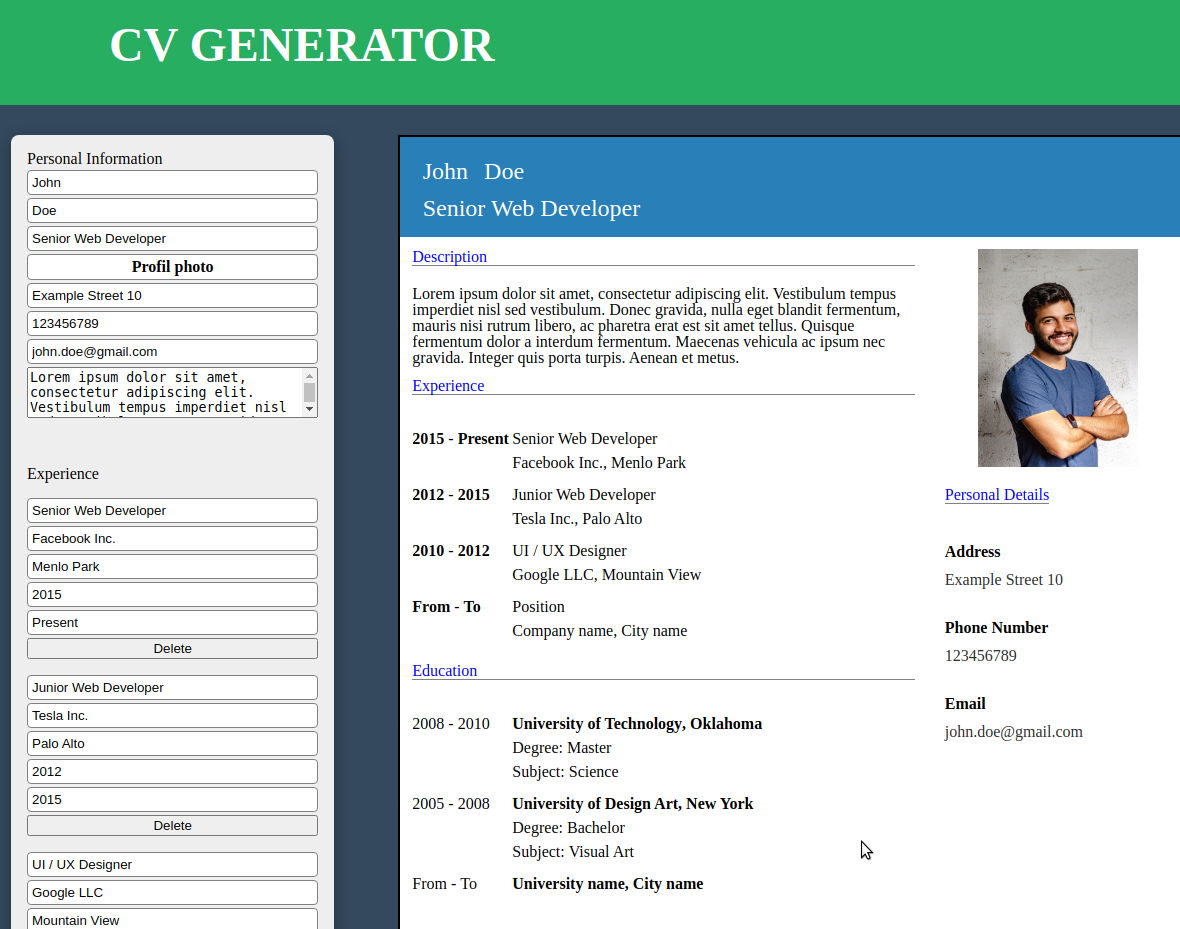 CV GENERATOR
Personal Information
John
Doe
Senior Web Developer
Profil photo
Example Street 10
123456789
john.doe@gmail.com
Lorem ipsum dolor sit amet,
consectetur adipiscing elit.
Vestibulum tempus imperdiet nisl
Experience
Senior Web Developer
Facebook Inc.
Menlo Park
2015
Present
Delete
Junior Web Developer
Tesla Inc.
Palo Alto
2012
2015
Delete
UI / UX Designer
Google LLC
Mountain View
John Doe
Senior Web Developer
Description
Lorem ipsum dolor sit amet, consectetur adipiscing elit. Vestibulum tempus
imperdiet nisl sed vestibulum. Donec gravida, nulla eget blandit fermentum,
mauris nisi rutrum libero, ac pharetra erat est sit amet tellus. Quisque
fermentum dolor a interdum fermentum. Maecenas vehicula ac ipsum nec
gravida. Integer quis porta turpis. Aenean et metus.
Experience
2015 - Present Senior Web Developer
Facebook Inc., Menlo Park
2012 - 2015 Junior Web Developer
Tesla Inc., Palo Alto
2010 - 2012 UI / UX Designer
Google LLC, Mountain View
From - To Position
Company name, City name
Education
2008 - 2010 University of Technology, Oklahoma
Degree: Master
Subject: Science
2005 - 2008 University of Design Art, New York
Degree: Bachelor
Subject: Visual Art
From - To University name, City name
Personal Details
Address
Example Street 10
Phone Number
123456789
Email
john.doe@gmail.com